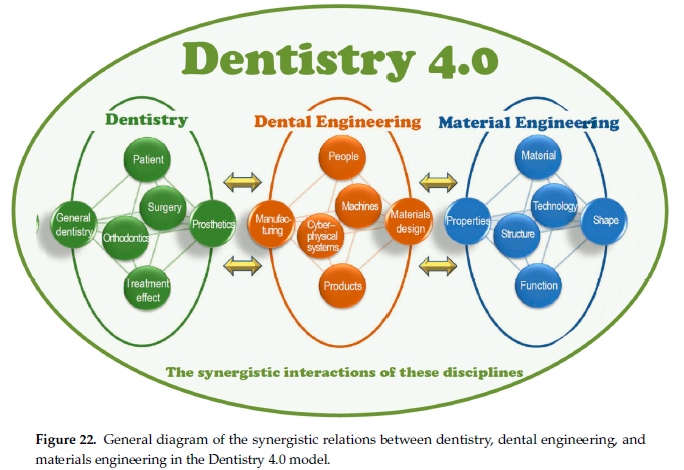 Dentistry 4.0
Dentistry
Dental Engineering
Material Engineering
Patient
Surgery
General
dentistry
Orthodontics
Prosthetics
Treatment
effect
People
Machines
Manufac-
turing
Cyber-
physical
systems
Materials
design
Products
Material
Technology
Properties
Structure
Shape
Function
The synergistic interactions of these disciplines
Figure 22. General diagram of the synergistic relations between dentistry, dental engineering, and
materials engineering in the Dentistry 4.0 model.